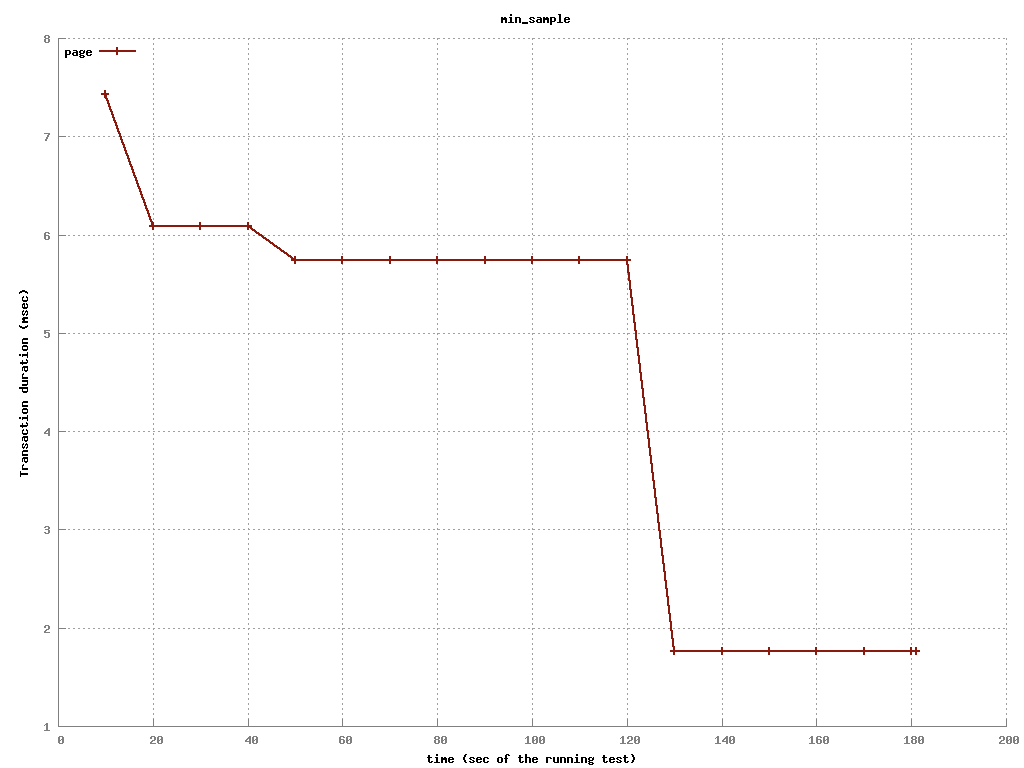 min_sample
page
8
7
6
5
4
3
2
1
Transaction duration (msec)
0 20 40 60 80 100 120 140 160 180 200
time (sec of the running test)